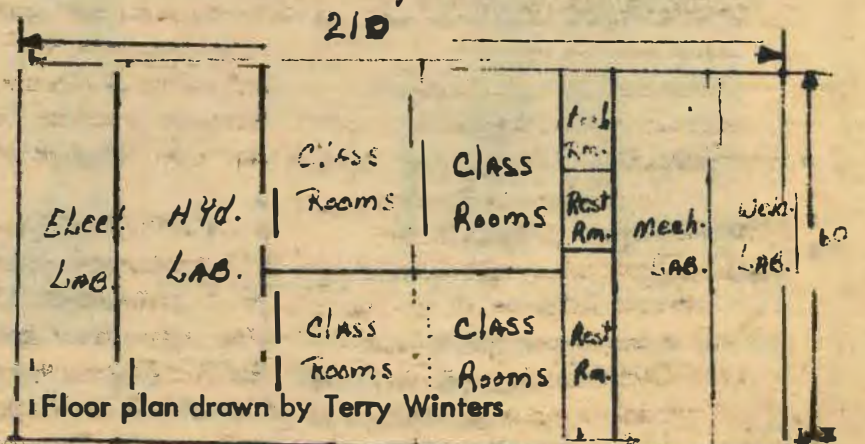 210
Elect.
LAB.
Hyd.
LAB.
Class
Rooms
Class
Rooms
Rm.
Rest
Rm.
Mech.
LAB.
LAB.
60
Class
Rooms
Class
Rooms
Rest
Rm.
Floor plan drawn by Terry Winters